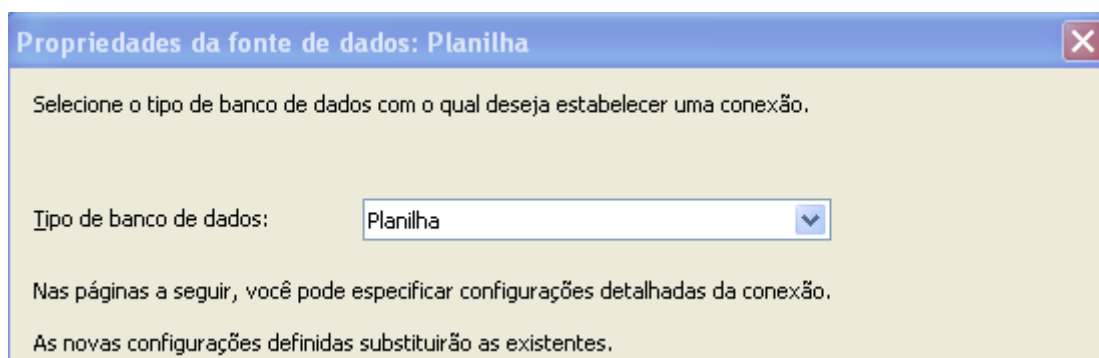 Propriedades da fonte de dados: Planilha
Selecione o tipo de banco de dados com o qual deseja estabelecer uma conexão.
Tipo de banco de dados:
Planilha
Nas páginas a seguir, você pode especificar configurações detalhadas da conexão.
As novas configurações definidas substituirão as existentes.